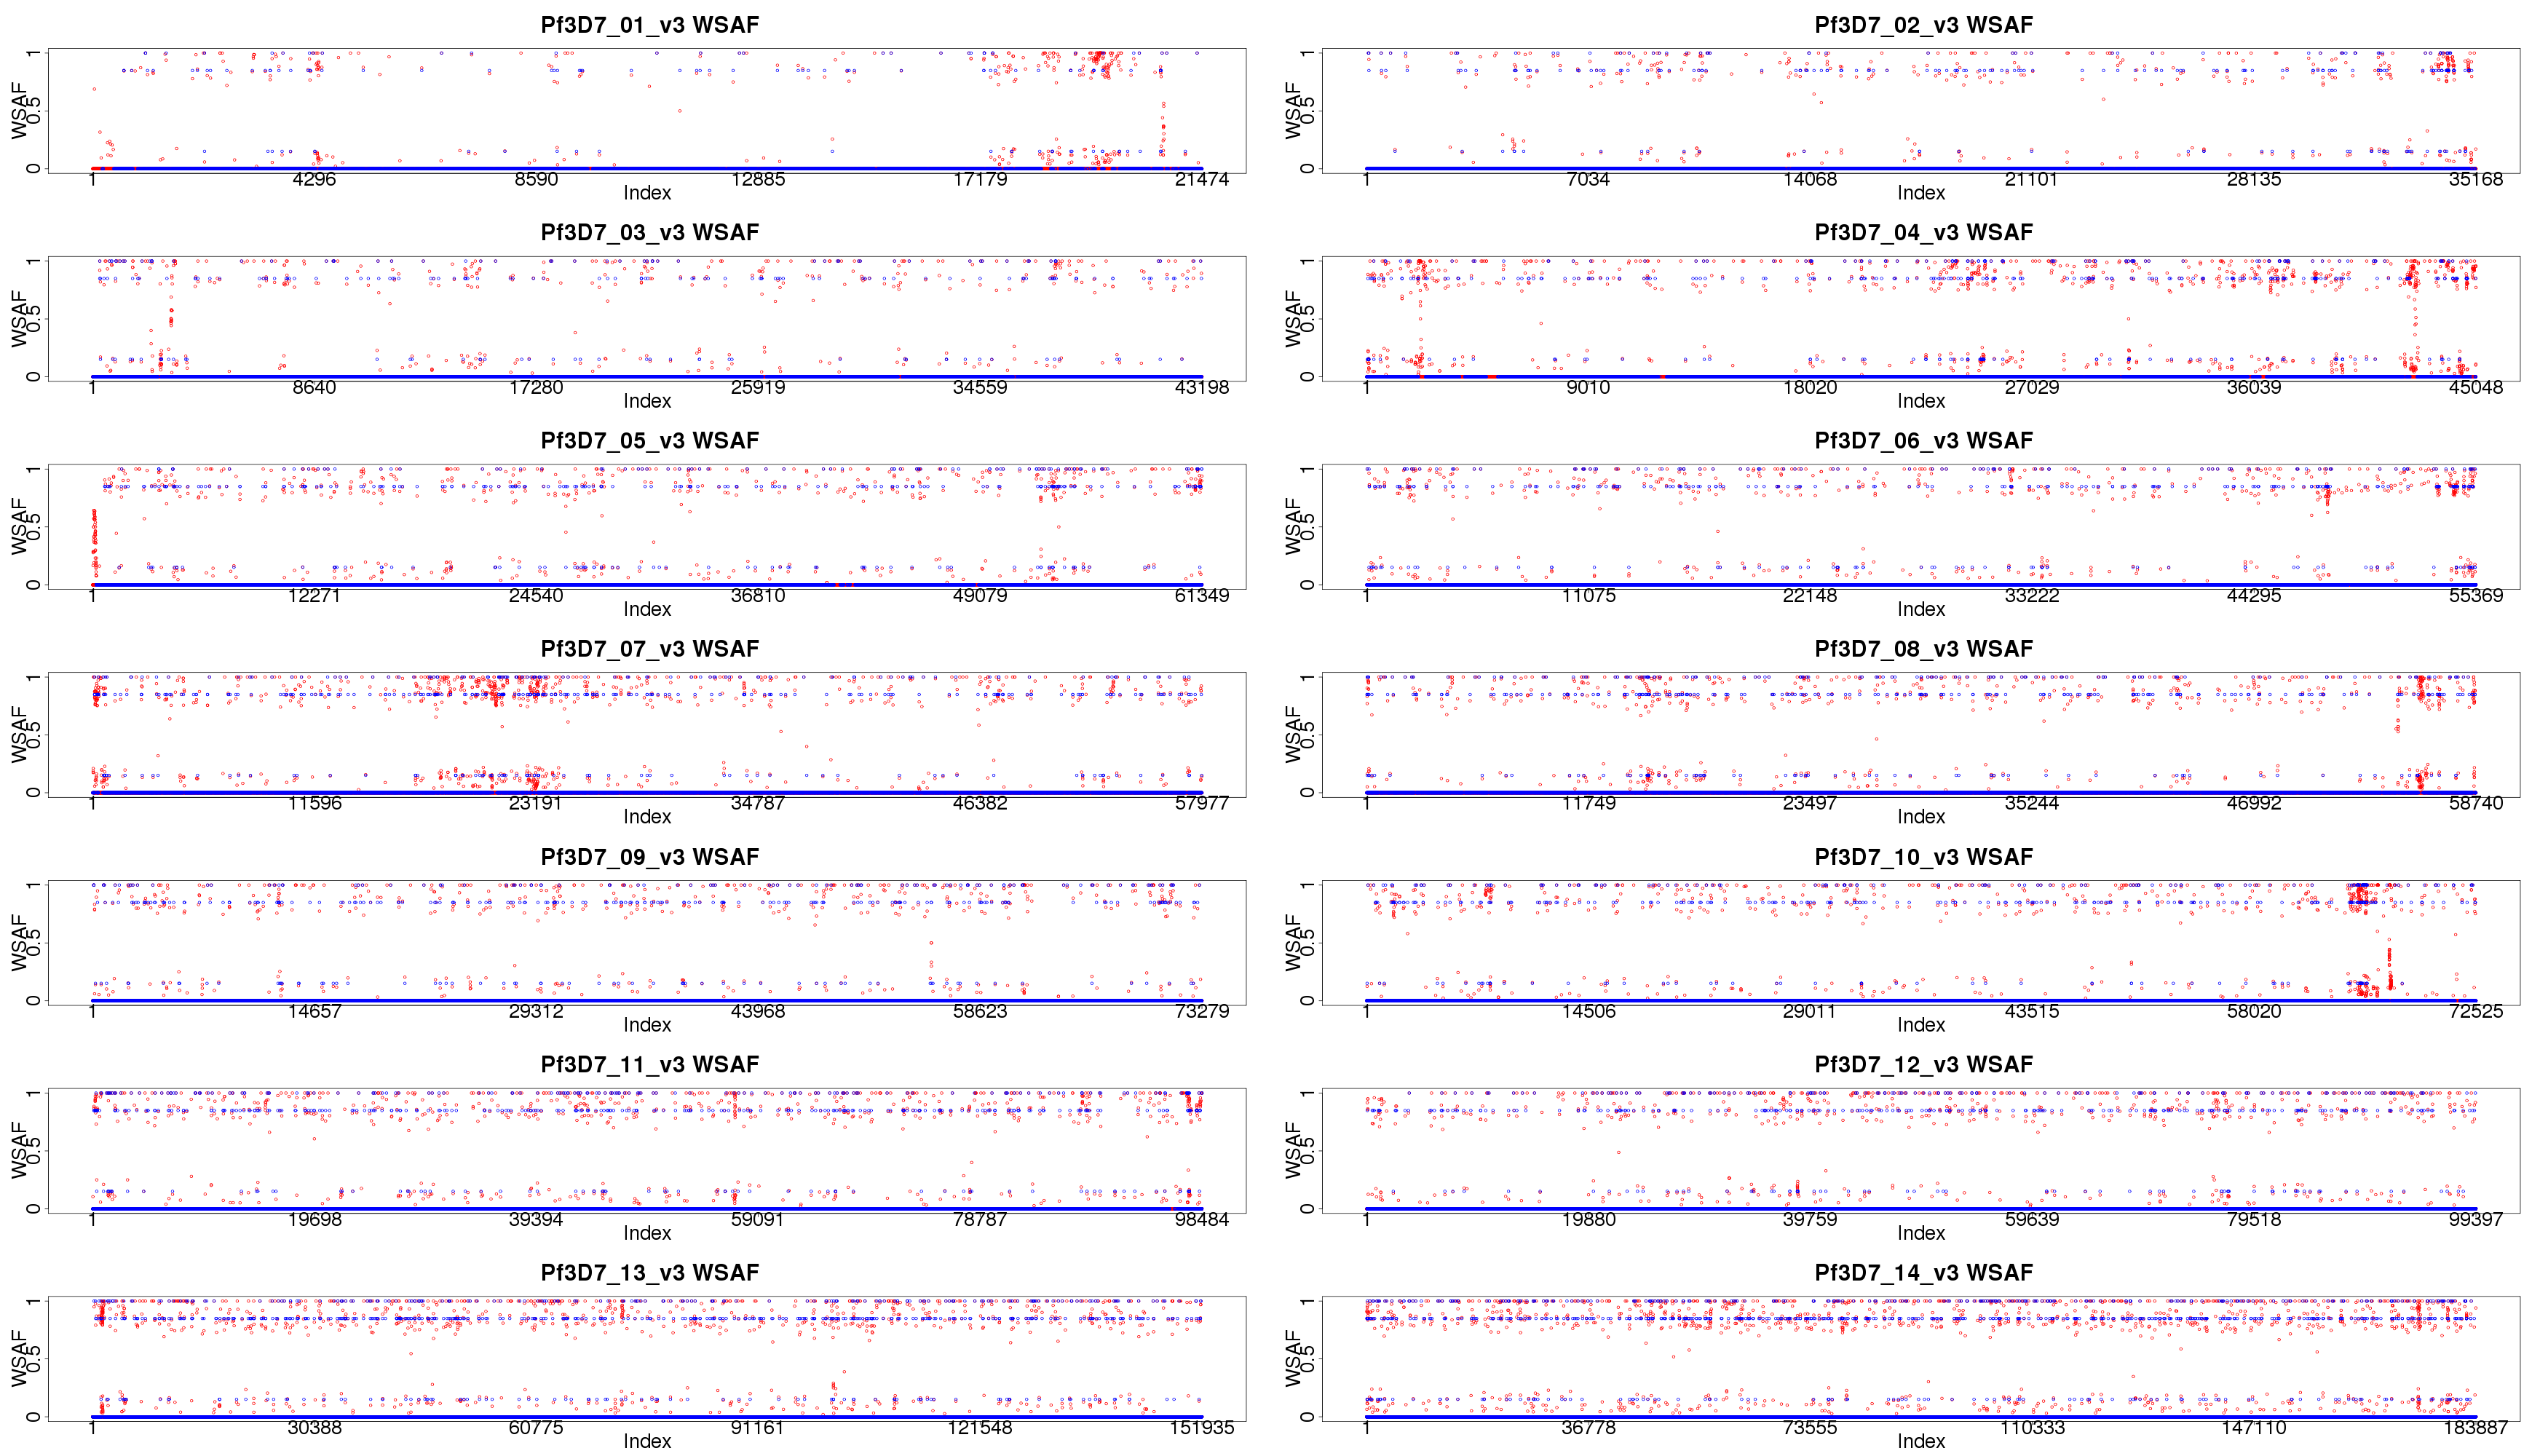 Pf3D7_01_v3 WSAF
WSAF
0 0.5 1
1 4296 8590 12885 17179 21474
Index
Pf3D7_02_v3 WSAF
WSAF
0 0.5 1
1 7034 14068 21101 28135 35168
Index
Pf3D7_03_v3 WSAF
WSAF
0 0.5 1
1 8640 17280 25919 34559 43198
Index
Pf3D7_04_v3 WSAF
WSAF
0 0.5 1
1 9010 18020 27029 36039 45048
Index
Pf3D7_05_v3 WSAF
WSAF
0 0.5 1
1 12271 24540 36810 49079 61349
Index
Pf3D7_06_v3 WSAF
WSAF
0 0.5 1
1 11075 22148 33222 44295 55369
Index
Pf3D7_07_v3 WSAF
WSAF
0 0.5 1
1 11596 23191 34787 46382 57977
Index
Pf3D7_08_v3 WSAF
WSAF
0 0.5 1
1 11749 23497 35244 46992 58740
Index
Pf3D7_09_v3 WSAF
WSAF
0 0.5 1
1 14657 29312 43968 58623 73279
Index
Pf3D7_10_v3 WSAF
WSAF
0 0.5 1
1 14506 29011 43515 58020 72525
Index
Pf3D7_11_v3 WSAF
WSAF
0 0.5 1
1 19698 39394 59091 78787 98484
Index
Pf3D7_12_v3 WSAF
WSAF
0 0.5 1
1 19880 39759 59639 79518 99397
Index
Pf3D7_13_v3 WSAF
WSAF
0 0.5 1
1 30388 60775 91161 121548 151935
Index
Pf3D7_14_v3 WSAF
WSAF
0 0.5 1
1 36778 73555 110333 147110 183887
Index